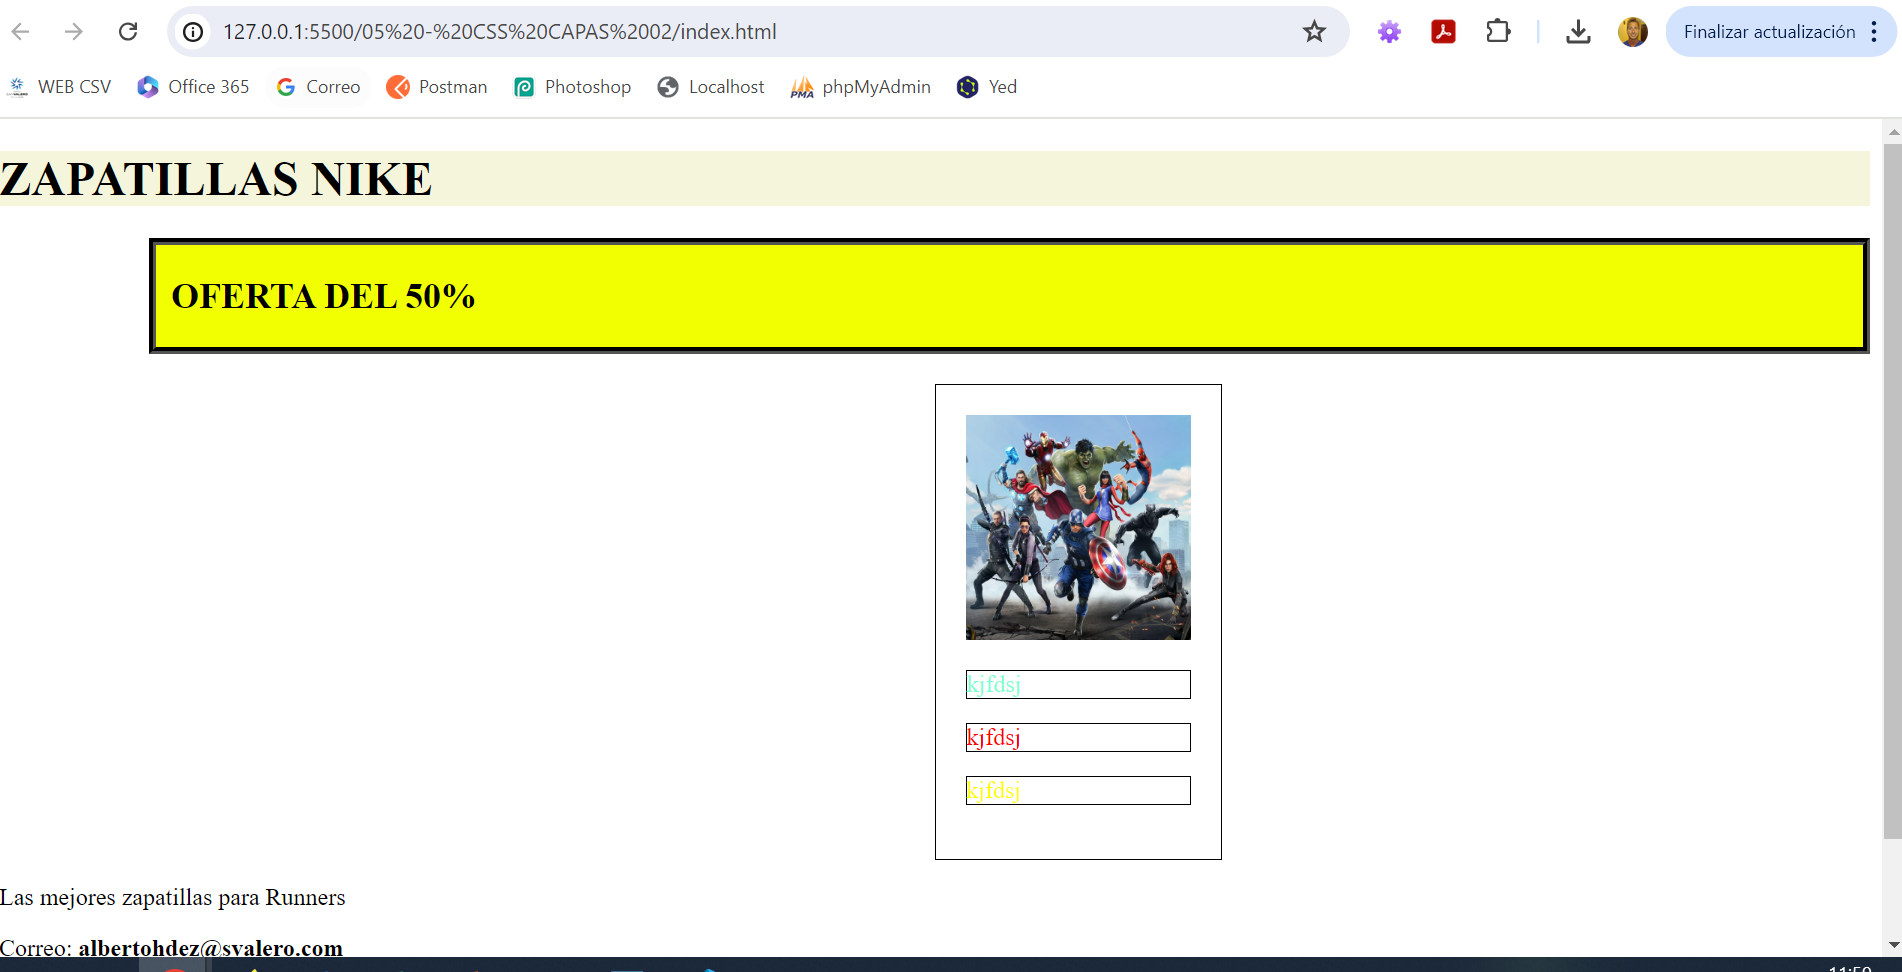 127.0.0.1:5500/05%20-%20CSS%20CAPAS%2002/index.html
Finalizar actualización
WEB CSV Office 365 Correo Postman Photoshop Localhost PMA phpMyAdmin Yed
ZAPATILLAS NIKE
OFERTA DEL 50%
kjfdsj
kjfdsj
kjfdsj
Las mejores zapatillas para Runners
Correo: albertohdez@svalero.com